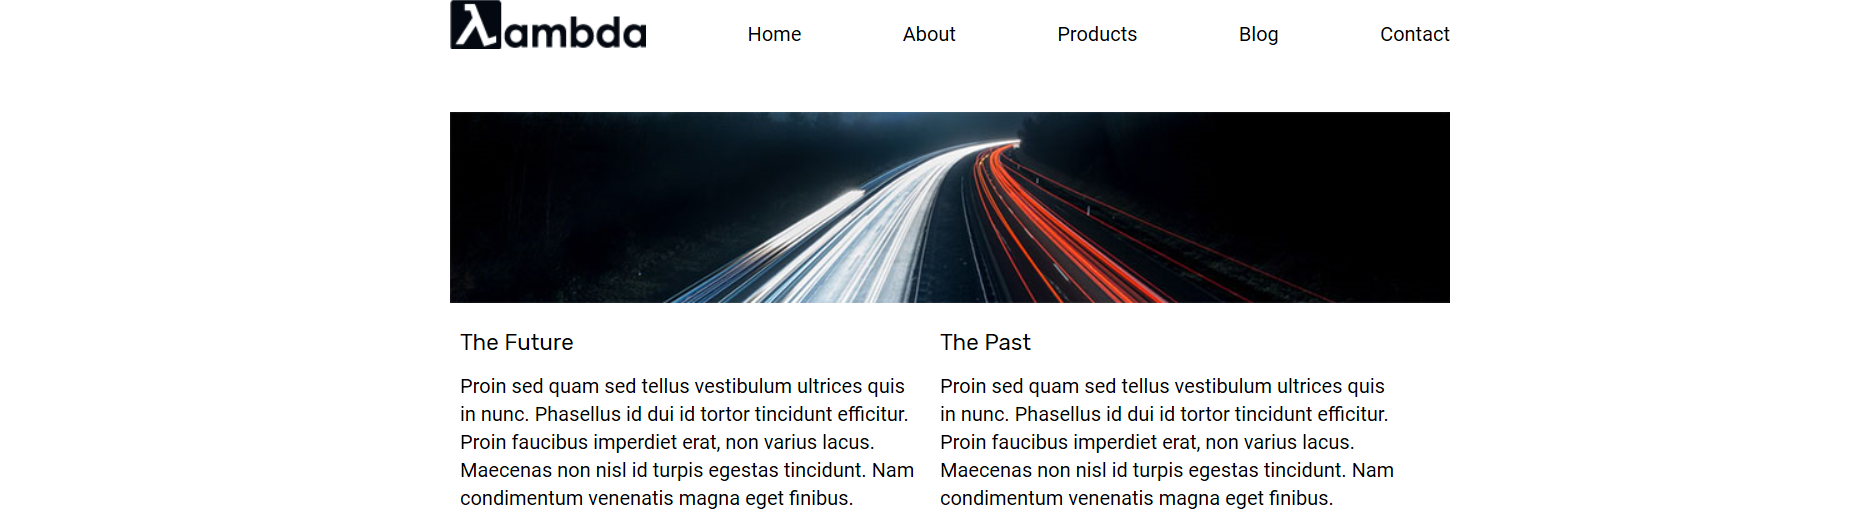 λambda
Home About Products Blog Contact
The Future
Proin sed quam sed tellus vestibulum ultrices quis
in nunc. Phasellus id dui id tortor tincidunt efficitur.
Proin faucibus imperdiet erat, non varius lacus.
Maecenas non nisl id turpis egestas tincidunt. Nam
condimentum venenatis magna eget finibus.
The Past
Proin sed quam sed tellus vestibulum ultrices quis
in nunc. Phasellus id dui id tortor tincidunt efficitur.
Proin faucibus imperdiet erat, non varius lacus.
Maecenas non nisl id turpis egestas tincidunt. Nam
condimentum venenatis magna eget finibus.